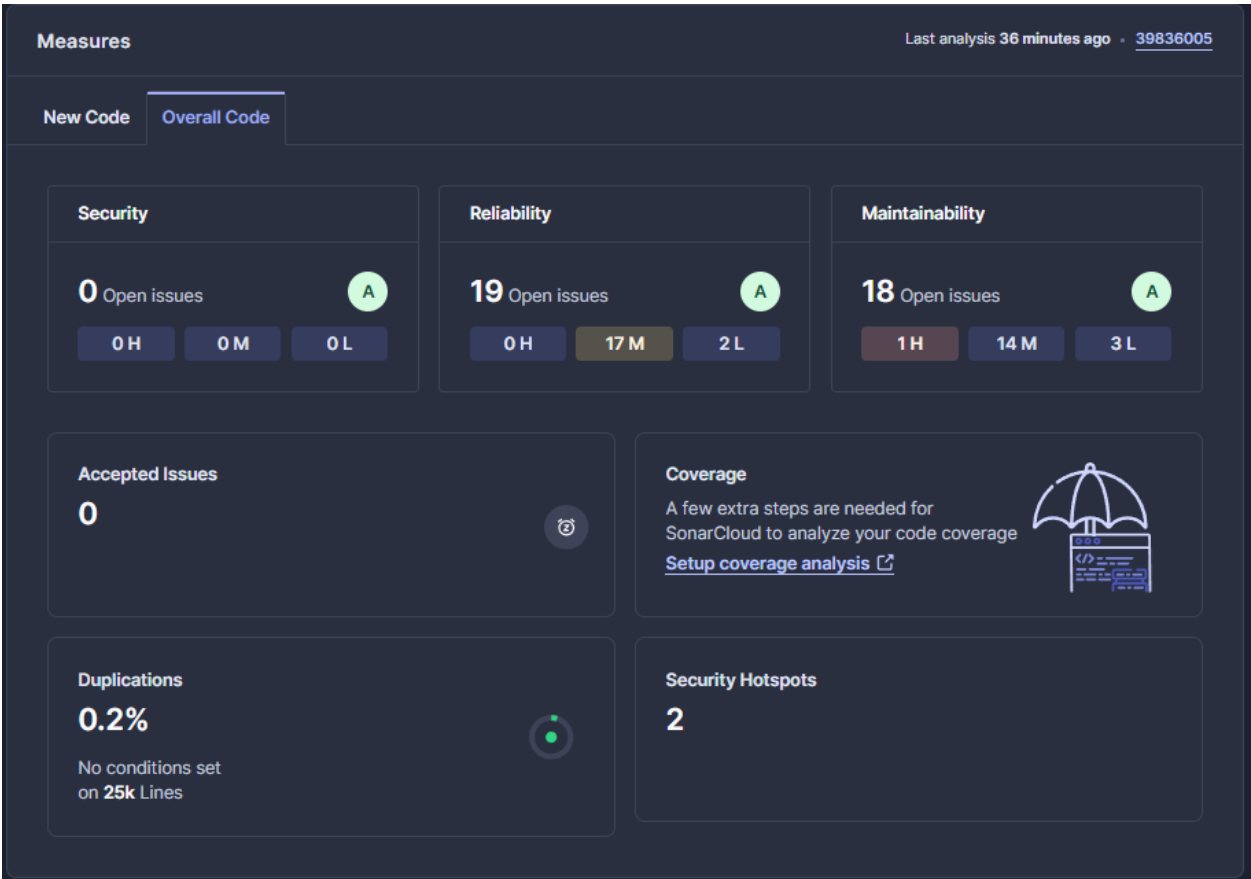 Measures
Last analysis 36 minutes ago • 39836005
New Code
Overall Code
Security
0 Open issues
A
0 H
0 M
0 L
Reliability
19 Open issues
A
0 H
17 M
2 L
Maintainability
18 Open issues
A
1 H
14 M
3 L
Accepted Issues
0
z
Coverage
A few extra steps are needed for
SonarCloud to analyze your code coverage
Setup coverage analysis
</>
Duplications
0.2%
No conditions set
on 25k Lines
Security Hotspots
2